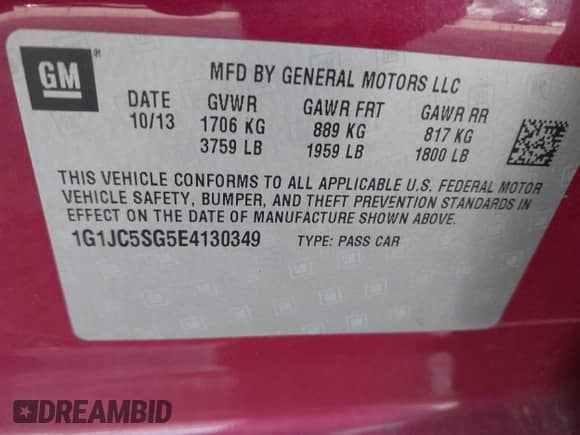 GM®
MFD BY GENERAL MOTORS LLC
DATE GVWR GAWR FRT GAWR RR
10/13 1706 KG 889 KG 817 KG
3759 LB 1959 LB 1800 LB
THIS VEHICLE CONFORMS TO ALL APPLICABLE U.S. FEDERAL MOTOR
VEHICLE SAFETY, BUMPER, AND THEFT PREVENTION STANDARDS IN
EFFECT ON THE DATE OF MANUFACTURE SHOWN ABOVE.
1G1JC5SG5E4130349 TYPE: PASS CAR
DREAMBID